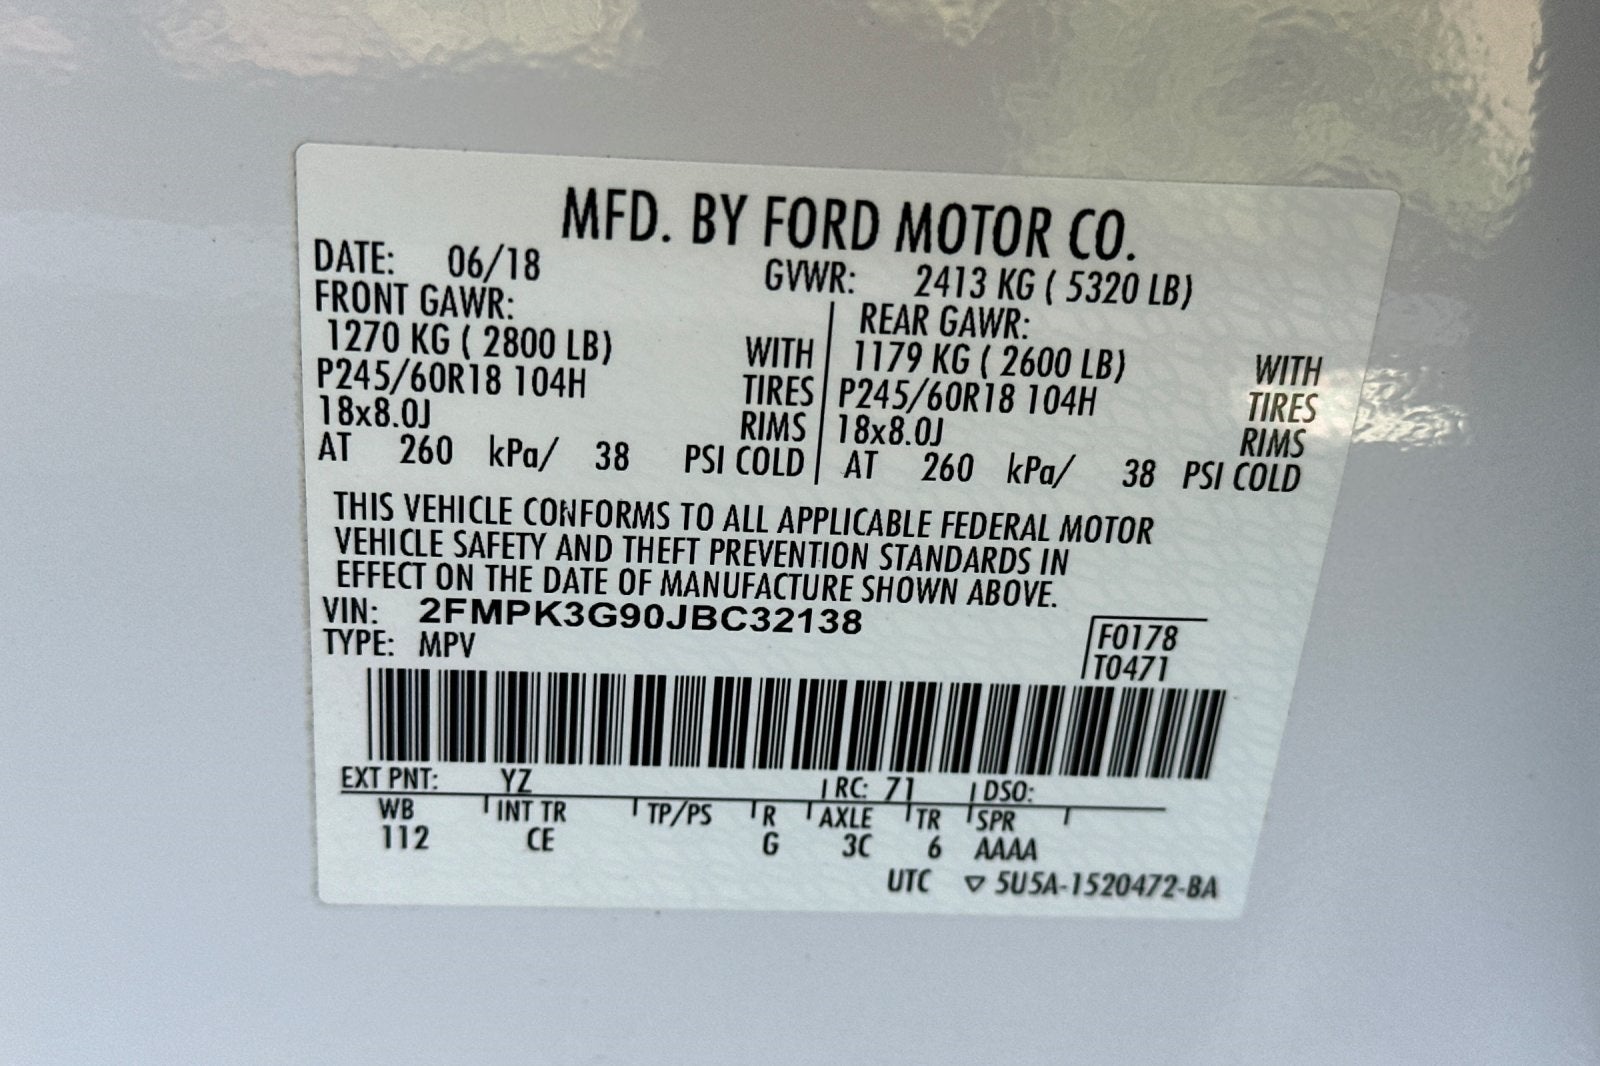 MFD. BY FORD MOTOR CO.
DATE: 06/18 GVWR: 2413 KG ( 5320 LB)
FRONT GAWR: REAR GAWR:
1270 KG ( 2800 LB) WITH 1179 KG ( 2600 LB) WITH
P245/60R18 104H TIRES P245/60R18 104H TIRES
18x8.0J RIMS 18x8.0J RIMS
AT 260 kPa/ 38 PSI COLD AT 260 kPa/ 38 PSI COLD
THIS VEHICLE CONFORMS TO ALL APPLICABLE FEDERAL MOTOR
VEHICLE SAFETY AND THEFT PREVENTION STANDARDS IN
EFFECT ON THE DATE OF MANUFACTURE SHOWN ABOVE.
VIN: 2FMPK3G90JBC32138 F0178
TYPE: MPV T0471
EXT PNT: YZ RC: 71 DSO:
WB INT TR TP/PS R AXLE TR SPR
112 CE G 3C 6 AAAA
UTC ▽ 5U5A-1520472-BA